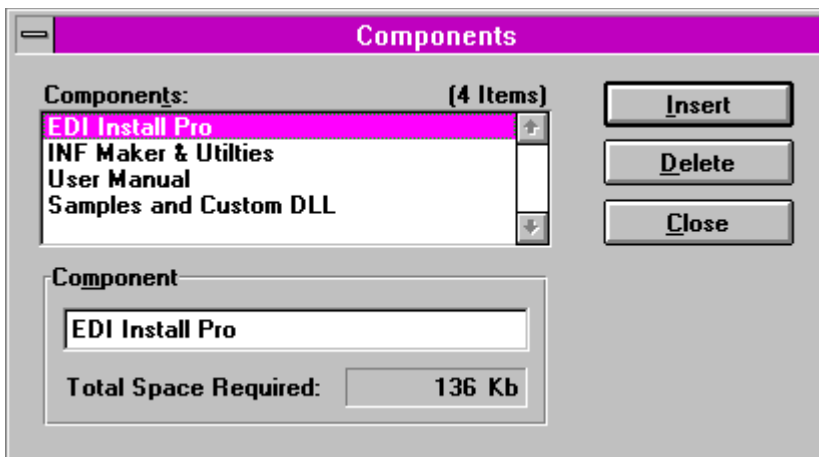 Components
Components: (4 Items)
EDI Install Pro
INF Maker & Utilties
User Manual
Samples and Custom DLL
Insert
Delete
Close
Component
EDI Install Pro
Total Space Required: 136 Kb